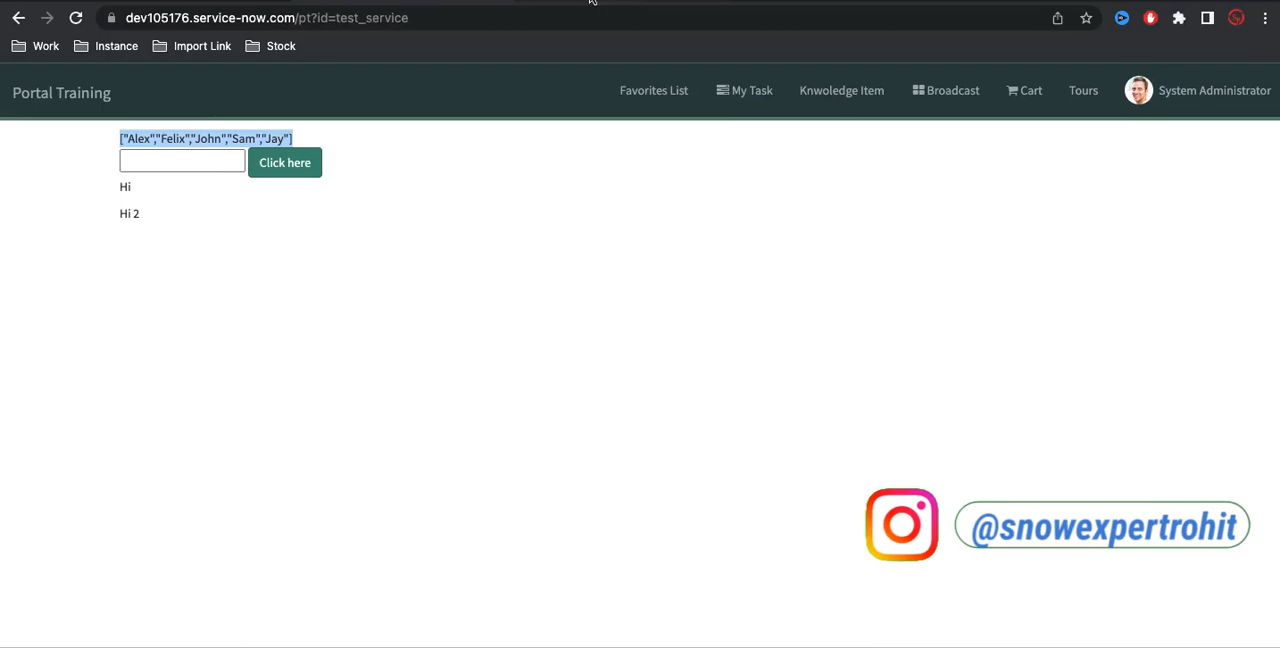 dev105176.service-now.com/pt?id=test_service
Work Instance Import Link Stock
Portal Training Favorites List My Task Knwoledge Item Broadcast Cart Tours System Administrator
["Alex","Felix","John","Sam","Jay"]
Click here
Hi
Hi 2
@snowexpertrohit